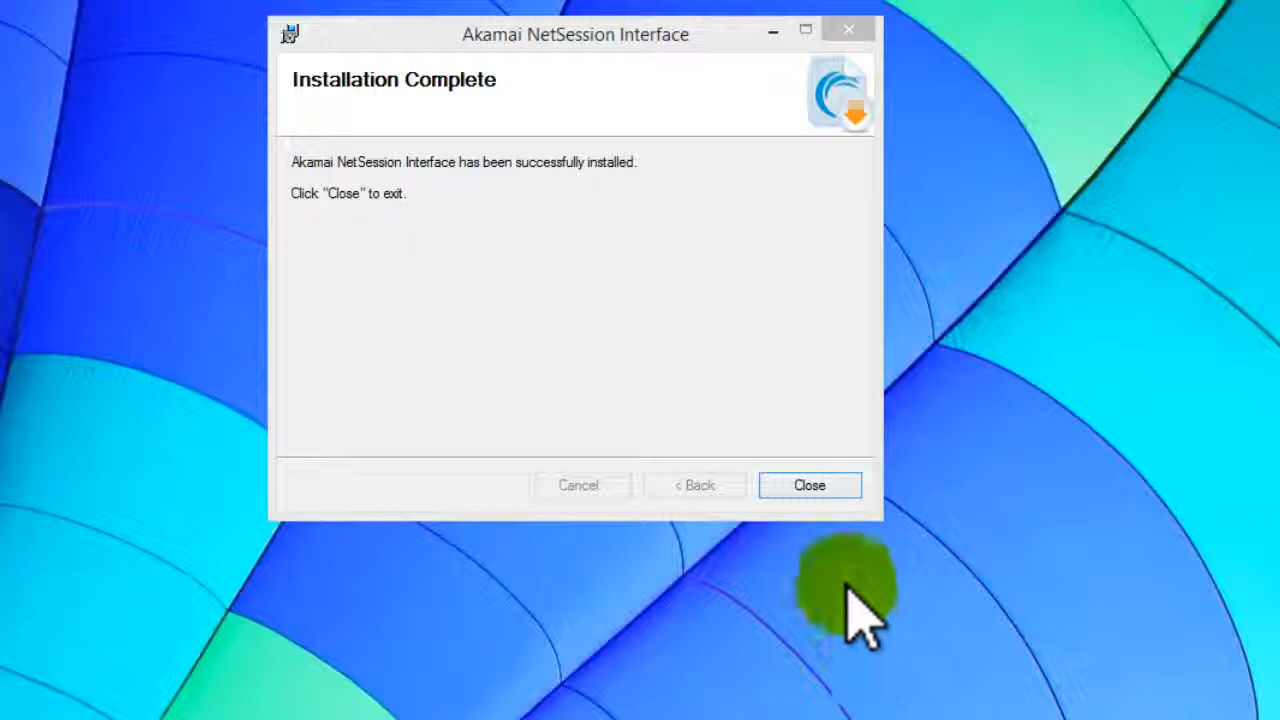 Akamai NetSession Interface
Installation Complete
Akamai NetSession Interface has been successfully installed.
Click "Close" to exit.
Cancel
< Back
Close